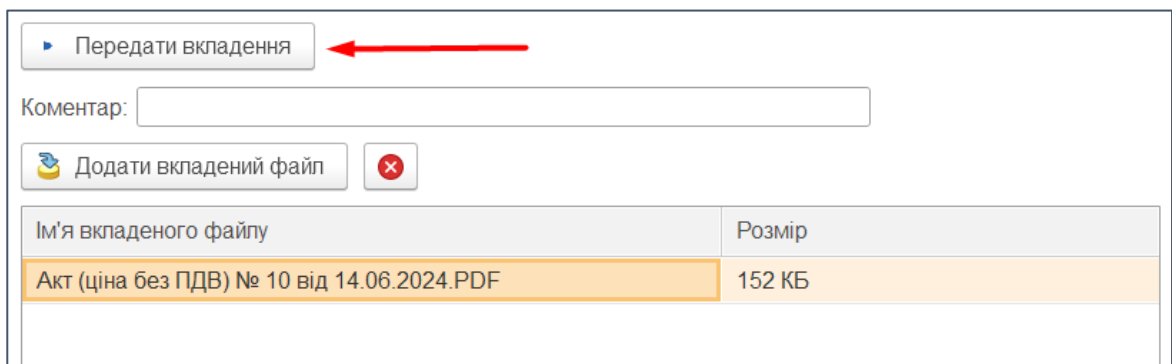 Передати вкладення
Коментар:
Додати вкладений файл
Ім'я вкладеного файлу Розмір
Акт (ціна без ПДВ) № 10 від 14.06.2024.PDF 152 КБ